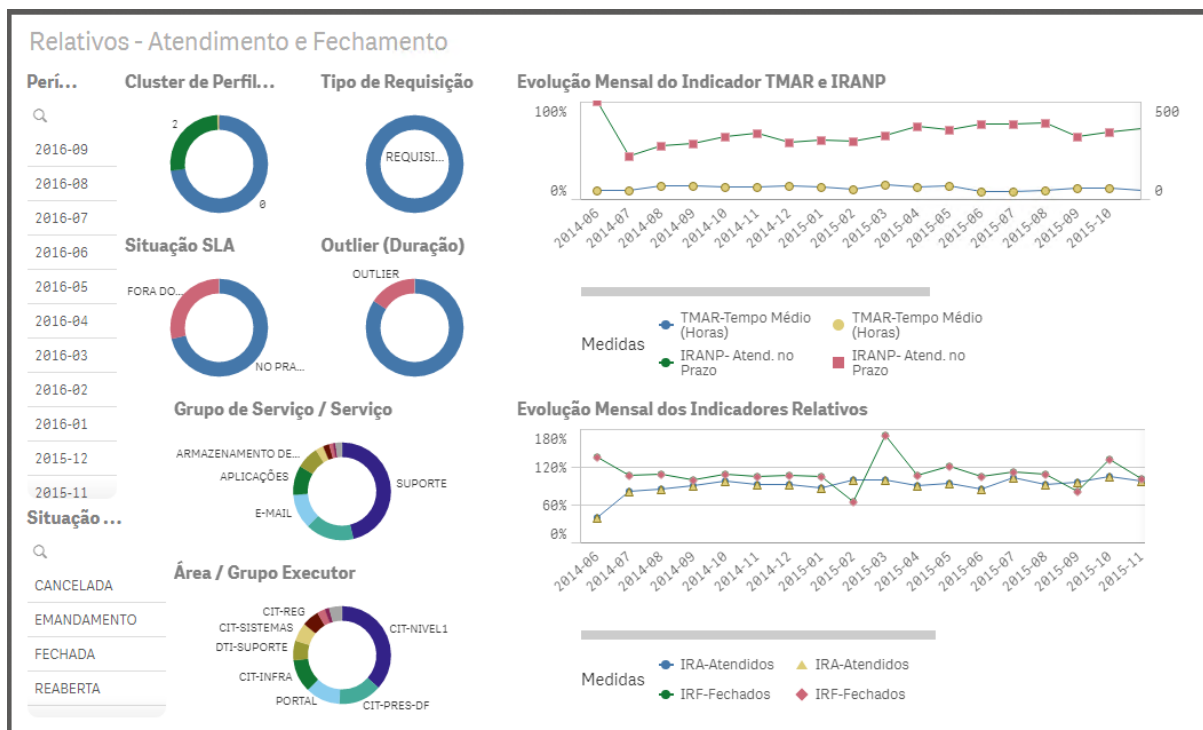 Relativos - Atendimento e Fechamento
Perí...
2016-09
2016-08
2016-07
2016-06
2016-05
2016-04
2016-03
2016-02
2016-01
2015-12
2015-11
Situação ...
CANCELADA
EMANDAMENTO
FECHADA
REABERTA
Cluster de Perfil...
2
0
Tipo de Requisição
REQUISI...
Situação SLA
FORA DO...
NO PRA...
Outlier (Duração)
OUTLIER
Grupo de Serviço / Serviço
ARMAZENAMENTO DE...
APLICAÇÕES
E-MAIL
SUPORTE
Área / Grupo Executor
CIT-REG
CIT-SISTEMAS
DTI-SUPORTE
CIT-INFRA
PORTAL
CIT-NIVEL1
CIT-PRES-DF
Evolução Mensal do Indicador TMAR e IRANP
100%
0%
500
0
2014-06
2014-07
2014-08
2014-09
2014-10
2014-11
2014-12
2015-01
2015-02
2015-03
2015-04
2015-05
2015-06
2015-07
2015-08
2015-09
2015-10
Medidas
TMAR-Tempo Médio
(Horas)
TMAR-Tempo Médio
(Horas)
IRANP- Atend. no
Prazo
IRANP- Atend. no
Prazo
Evolução Mensal dos Indicadores Relativos
180%
120%
60%
0%
2014-06
2014-07
2014-08
2014-09
2014-10
2014-11
2014-12
2015-01
2015-02
2015-03
2015-04
2015-05
2015-06
2015-07
2015-08
2015-09
2015-10
2015-11
Medidas
IRA-Atendidos
IRA-Atendidos
IRF-Fechados
IRF-Fechados